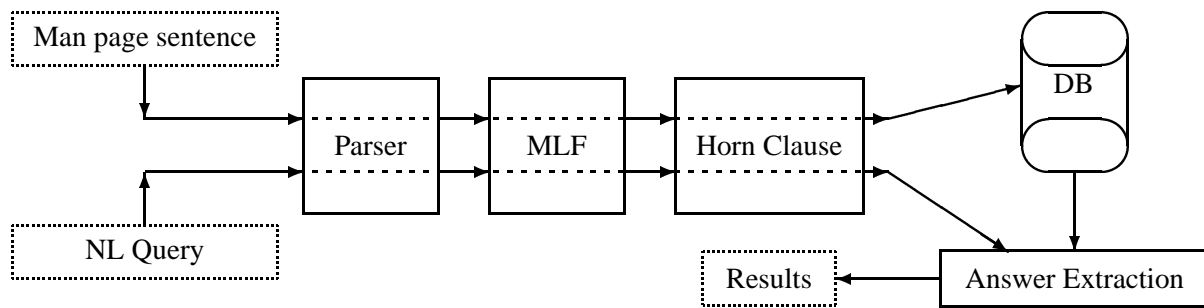 Man page sentence
DB
Parser
MLF
Horn Clause
NL Query
Results
Answer Extraction